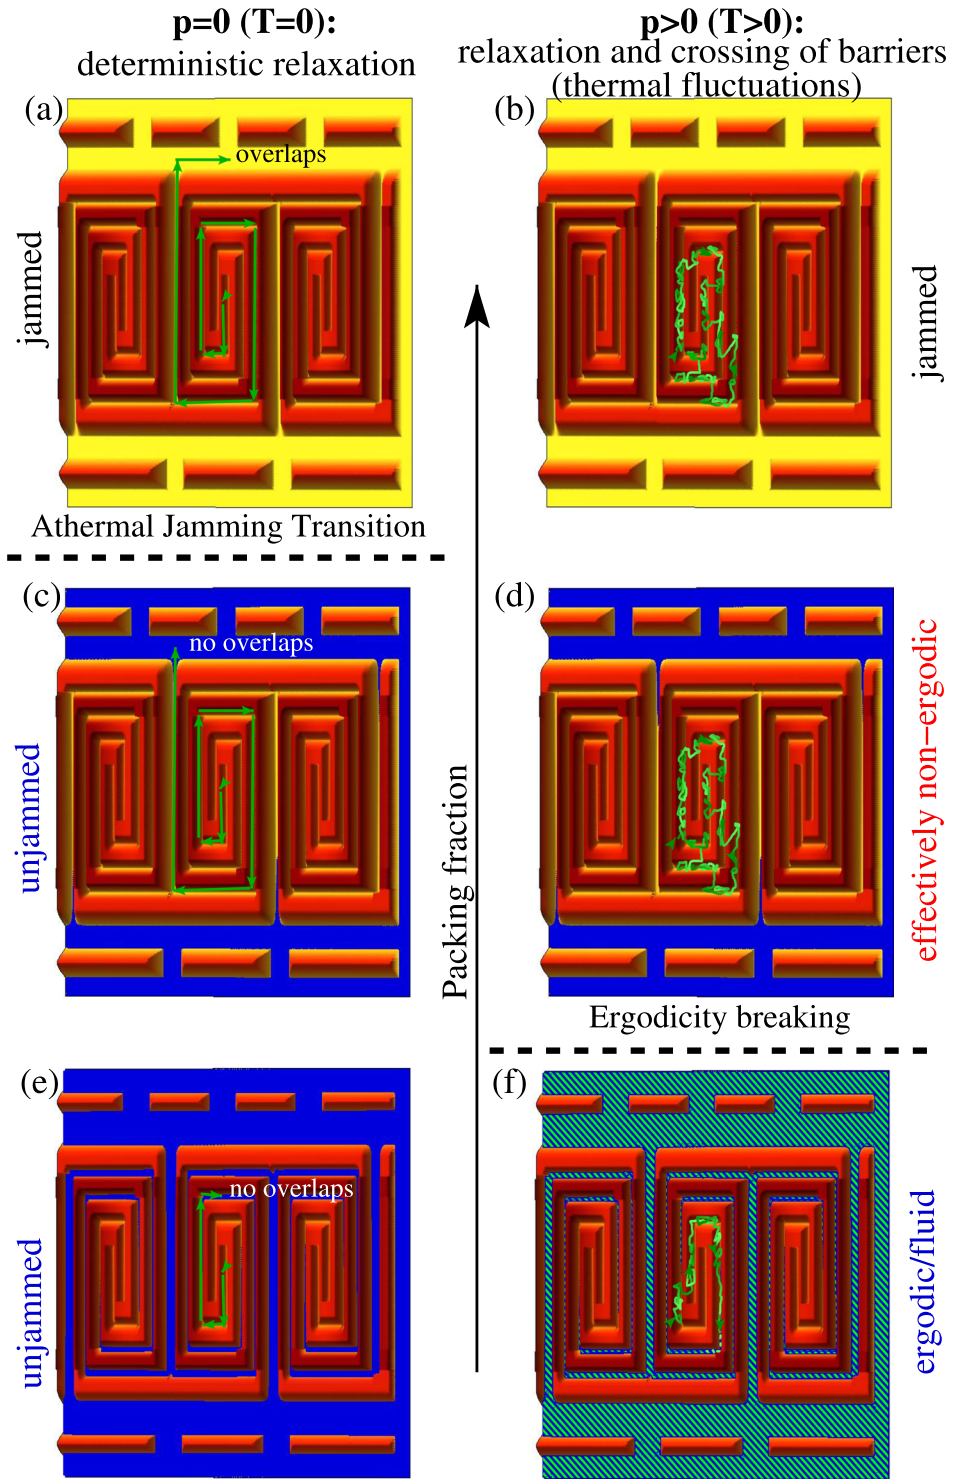 p=0 (T=0):
deterministic relaxation
p>0 (T>0):
relaxation and crossing of barriers
(thermal fluctuations)
(a)
overlaps
jammed
(b)
jammed
Athermal Jamming Transition
(c)
no overlaps
unjammed
(d)
effectively non-ergodic
Packing fraction
Ergodicity breaking
(e)
no overlaps
unjammed
(f)
ergodic/fluid